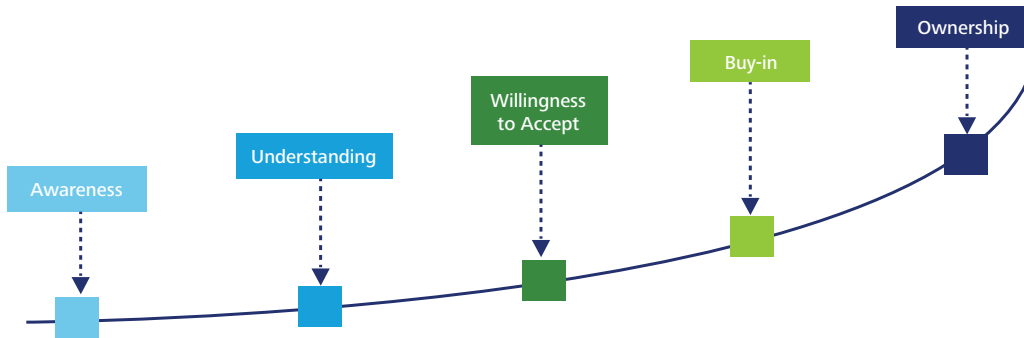 Awareness
Understanding
Willingness
to Accept
Buy-in
Ownership